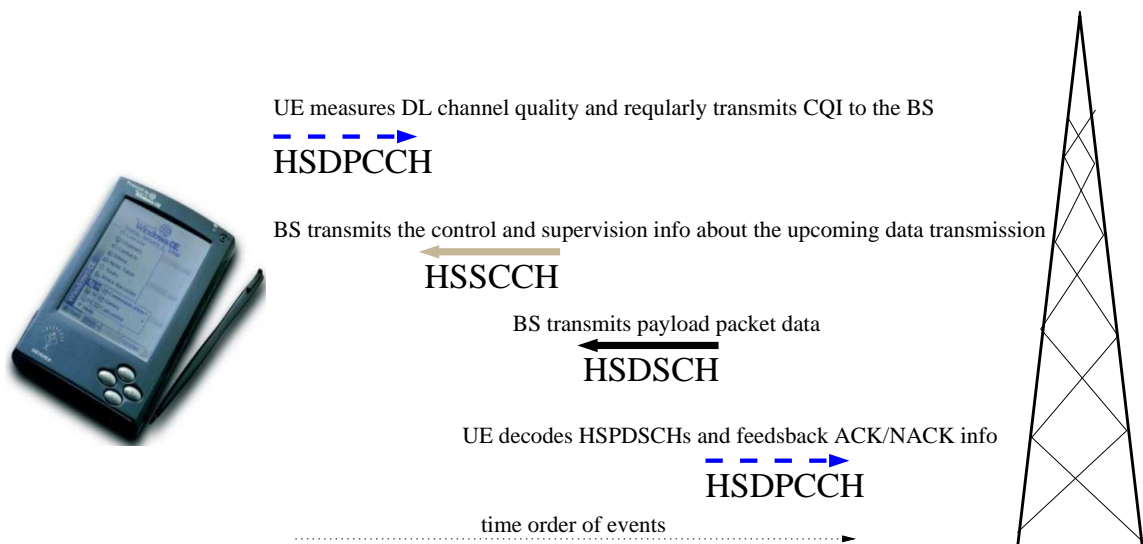 UE measures DL channel quality and reqularly transmits CQI to the BS
HSDPCCH
BS transmits the control and supervision info about the upcoming data transmission
HSSCCH
BS transmits payload packet data
HSDSCH
UE decodes HSPDSCHs and feedsback ACK/NACK info
HSDPCCH
time order of events